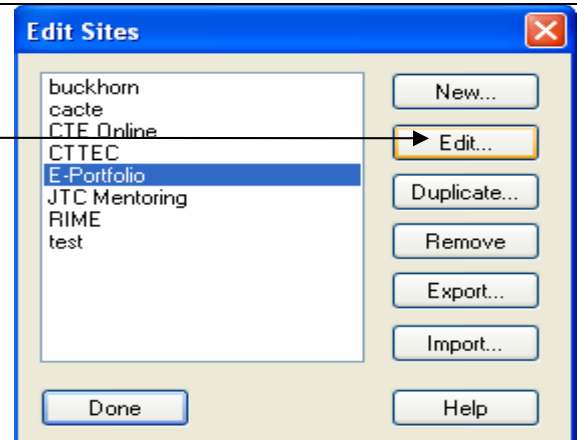 Edit Sites
buckhorn
cacte
CTE Online
CTTEC
E-Portfolio
JTC Mentoring
RIME
test
New...
Edit...
Duplicate...
Remove
Export...
Import...
Done
Help